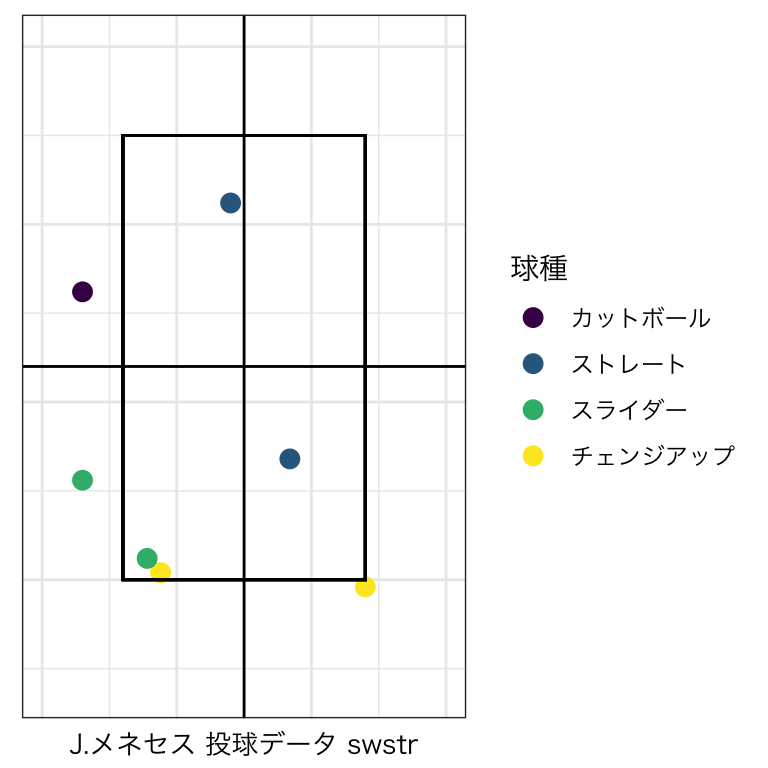 球種
カットボール
ストレート
スライダー
チェンジアップ
J.メネセス 投球データ swstr